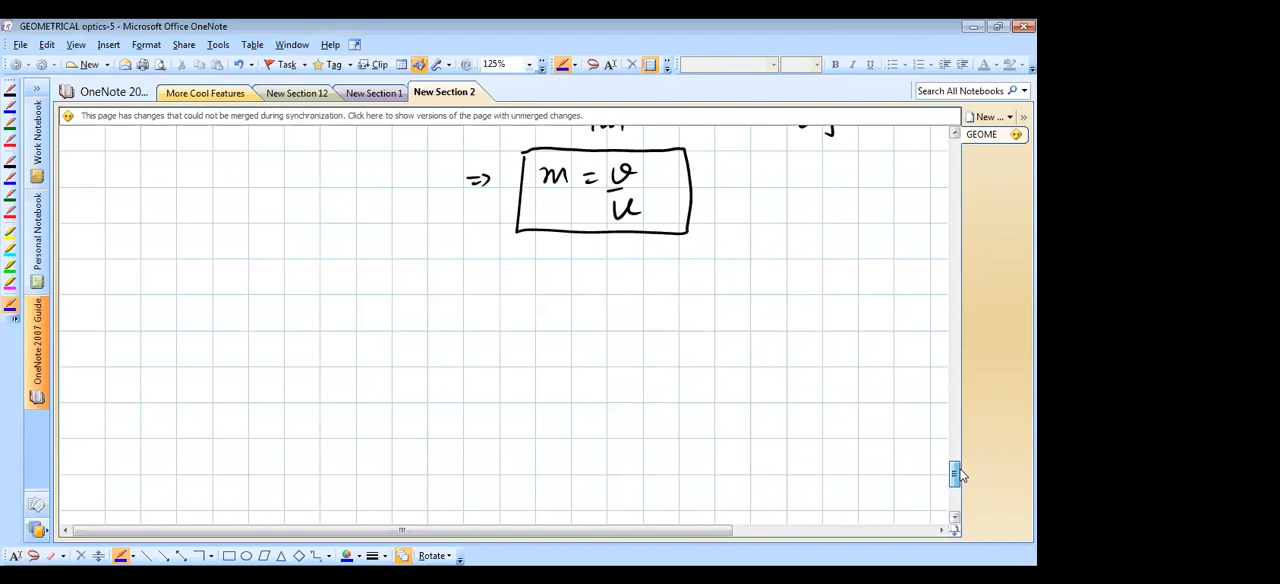 GEOMETRICAL optics-5 - Microsoft Office OneNote
File Edit View Insert Format Share Tools Table Window Help
New Task Tag Clip 125% B I U A
OneNote 20... More Cool Features New Section 12 New Section 1 New Section 2 Search All Notebooks
This page has changes that could not be merged during synchronization. Click here to show versions of the page with unmerged changes.
New ...
GEOME
Work Notebook
Personal Notebook
OneNote 2007 Guide
=> m = v/u
Rotate